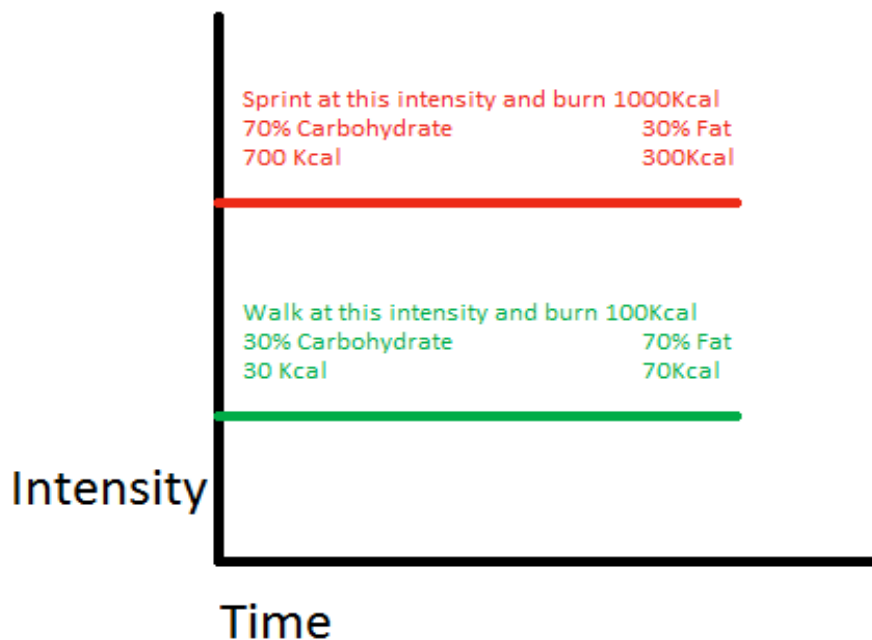 Sprint at this intensity and burn 1000Kcal
70% Carbohydrate 30% Fat
700 Kcal 300Kcal
Walk at this intensity and burn 100Kcal
30% Carbohydrate 70% Fat
30 Kcal 70Kcal
Intensity
Time